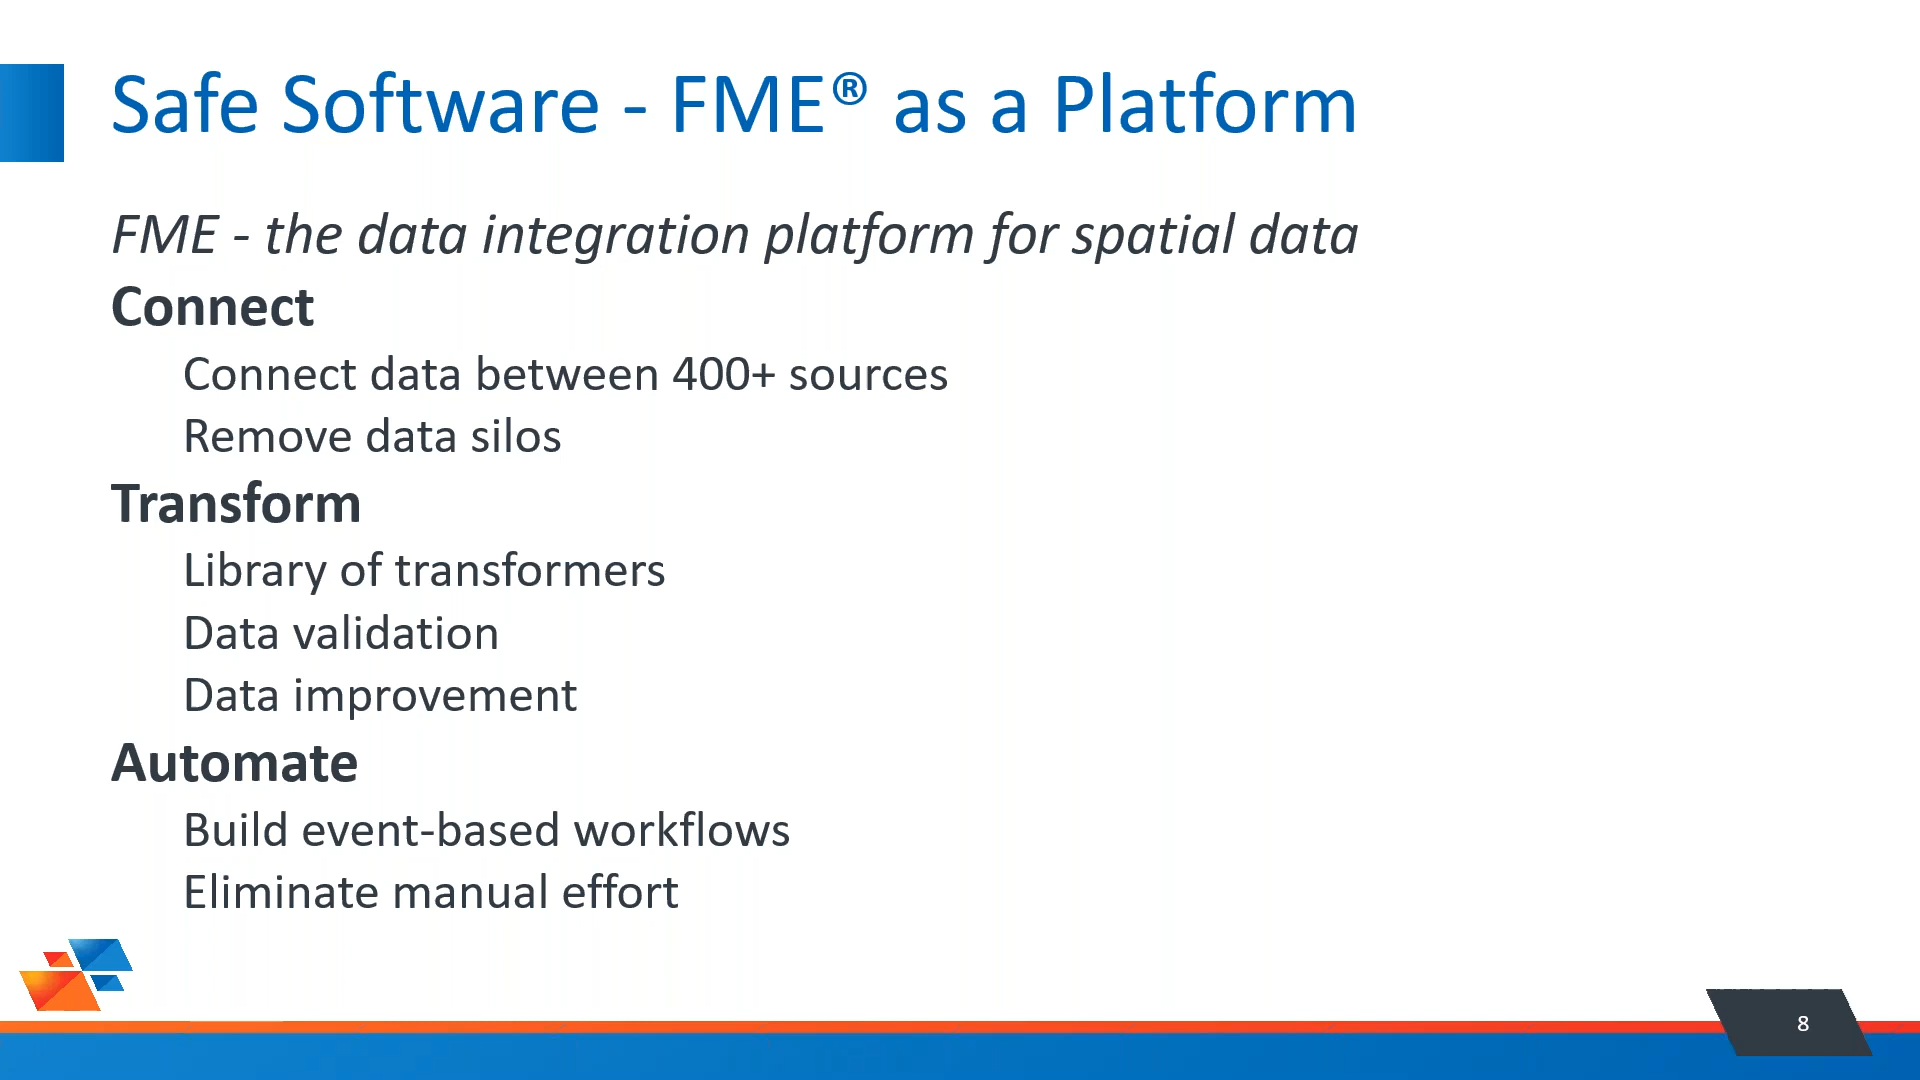 Safe Software - FME® as a Platform
FME - the data integration platform for spatial data
Connect
Connect data between 400+ sources
Remove data silos
Transform
Library of transformers
Data validation
Data improvement
Automate
Build event-based workflows
Eliminate manual effort
8